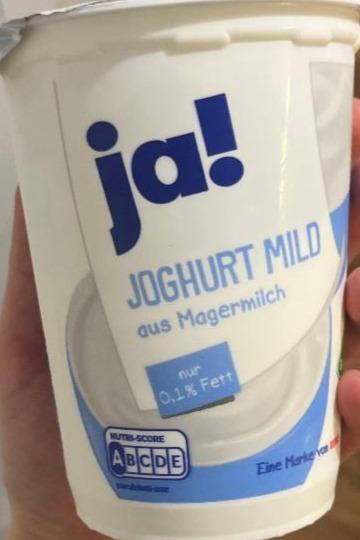 ja!
JOGHURT MILD
aus Magermilch
nur
0,1% Fett
NUTRI-SCORE
ABCDE
Eine Marke von